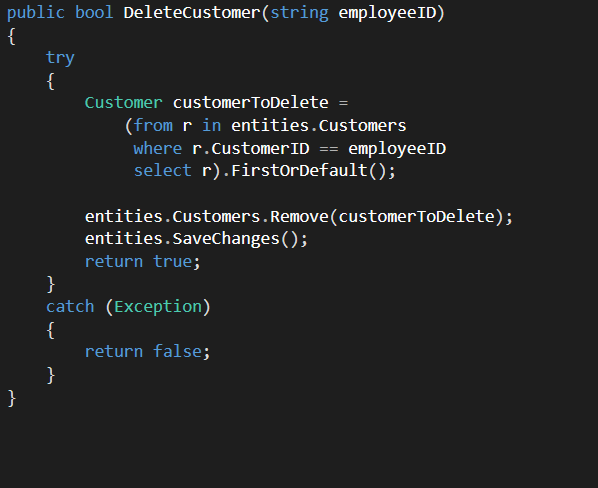 public bool DeleteCustomer(string employeeID)
{
    try
    {
        Customer customerToDelete =
            (from r in entities.Customers
             where r.CustomerID == employeeID
             select r).FirstOrDefault();

        entities.Customers.Remove(customerToDelete);
        entities.SaveChanges();
        return true;
    }
    catch (Exception)
    {
        return false;
    }
}